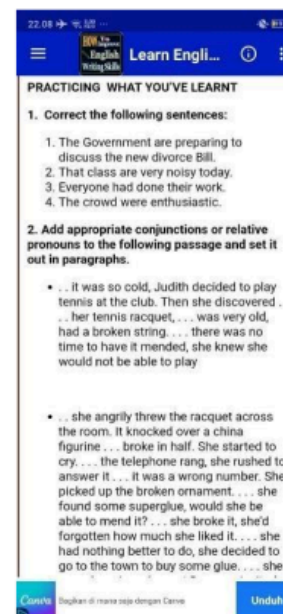 22.08
HOW To
Improve
English
Writing Skills
Learn Engli...
PRACTICING WHAT YOU'VE LEARNT
1. Correct the following sentences:
1. The Government are preparing to
discuss the new divorce Bill.
2. That class are very noisy today.
3. Everyone had done their work.
4. The crowd were enthusiastic.
2. Add appropriate conjunctions or relative
pronouns to the following passage and set it
out in paragraphs.
• . . it was so cold, Judith decided to play
tennis at the club. Then she discovered .
. . her tennis racquet, . . . was very old,
had a broken string. . . . there was no
time to have it mended, she knew she
would not be able to play
• . . she angrily threw the racquet across
the room. It knocked over a china
figurine . . . broke in half. She started to
cry. . . . the telephone rang, she rushed to
answer it . . . it was a wrong number. She
picked up the broken ornament. . . . she
found some superglue, would she be
able to mend it? . . . she broke it, she'd
forgotten how much she liked it. . . . she
had nothing better to do, she decided to
go to the town to buy some glue. . . . she
Canva
Bagikan di mana saja dengan Canva
Unduh